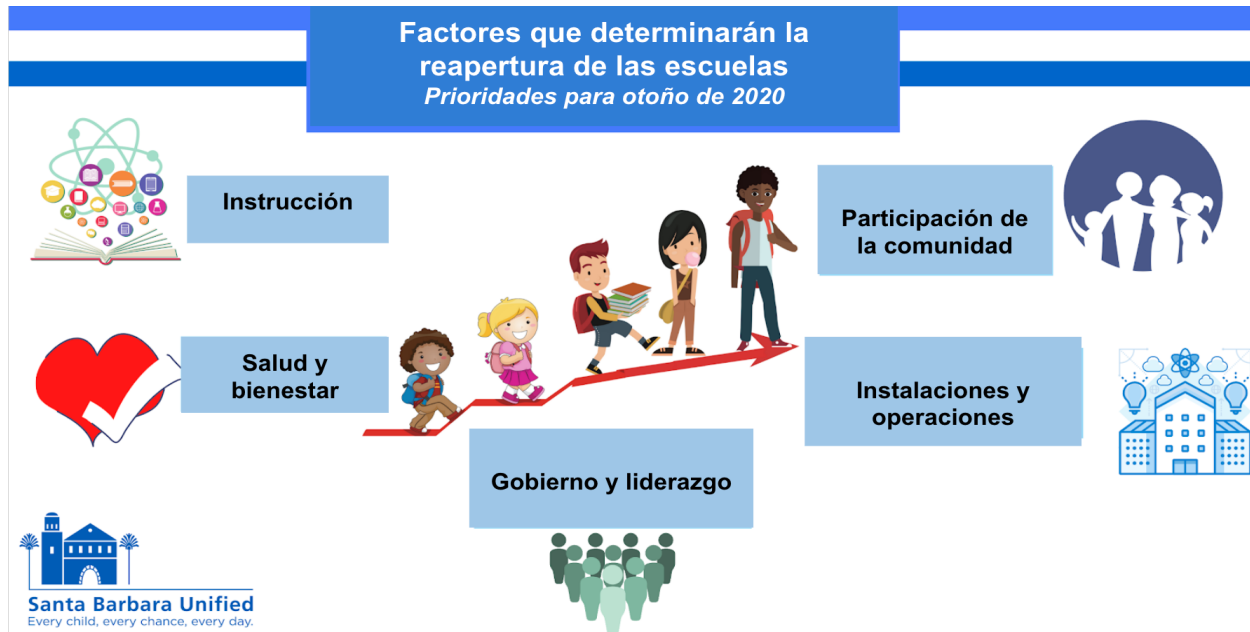 Factores que determinarán la
reapertura de las escuelas
Prioridades para otoño de 2020
Instrucción
Participación de
la comunidad
Salud y
bienestar
Instalaciones y
operaciones
Gobierno y liderazgo
Santa Barbara Unified
Every child, every chance, every day.